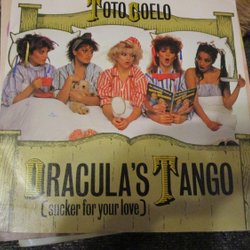 TOTO COELO
DRACULA'S TANGO
(sucker for your love)